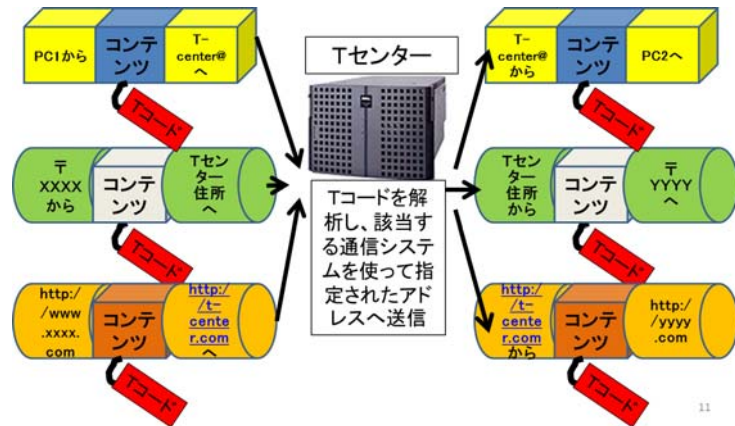 PC1から
コンテ
ンツ
T-
center@
へ
Tコード
〒
XXXX
から
コンテ
ンツ
Tセン
ター
住所
へ
Tコード
http:/
/www
.xxxx.
com
コンテ
ンツ
http:/
/t-
cente
r.com
へ
Tコード
Tセンター
Tコードを解
析し、該当す
る通信システ
ムを使って指
定されたアド
レスへ送信
T-
center@
から
コンテ
ンツ
PC2へ
Tコード
Tセン
ター
住所
から
コンテ
ンツ
〒
YYYY
へ
Tコード
http:/
/t-
cente
r.com
から
コンテ
ンツ
http:/
/yyyy
.com
Tコード
11